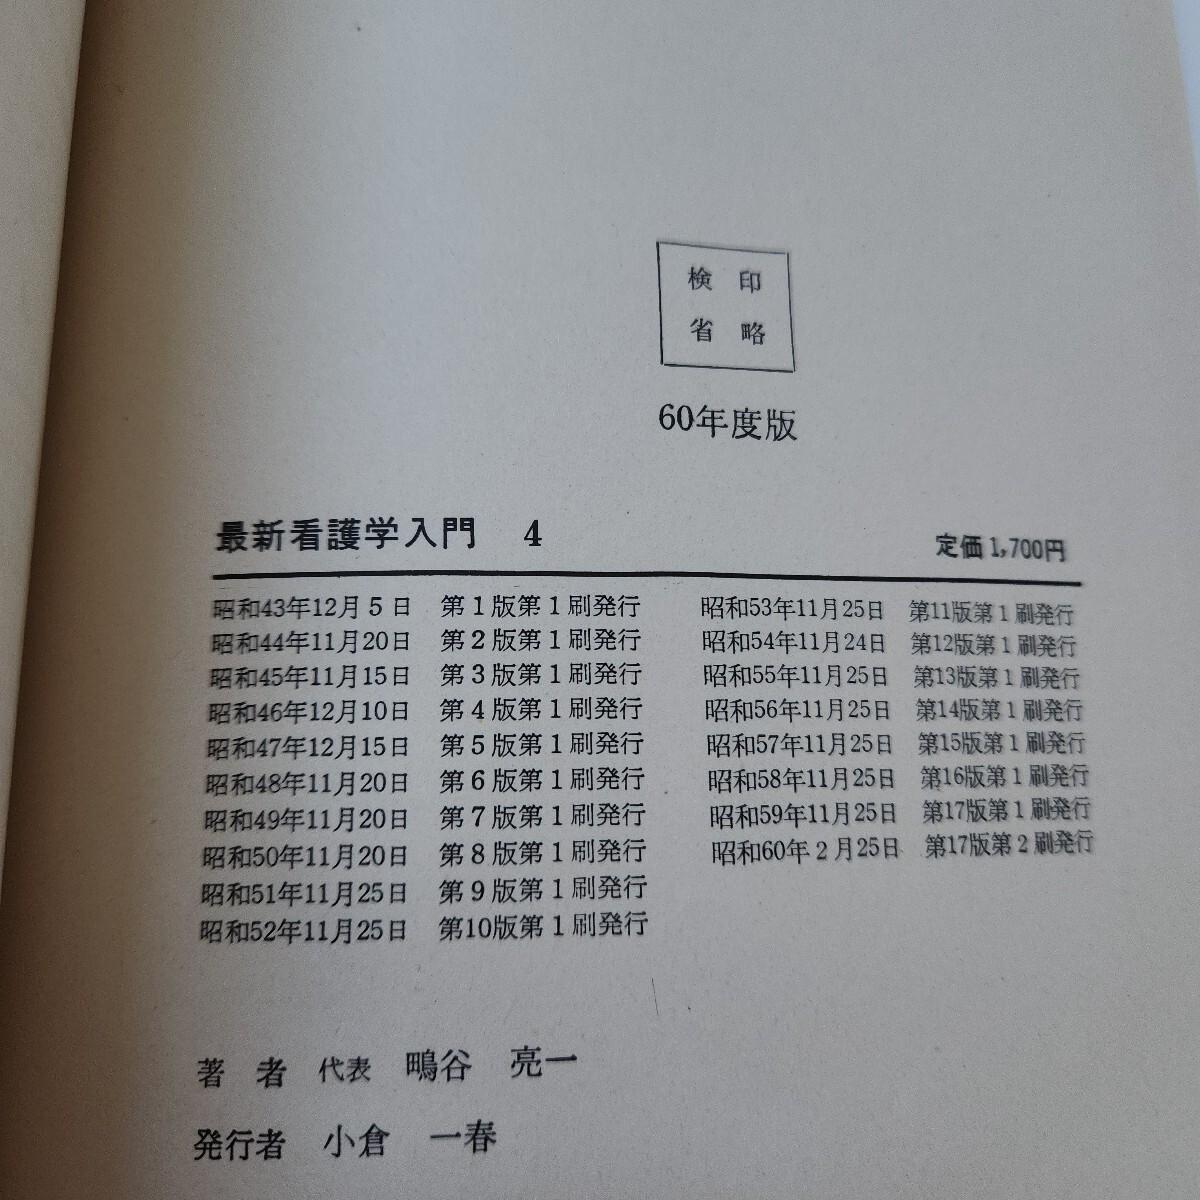 検印
省略
60年度版
最新看護学入門 4
定価1,700円
昭和43年12月5日 第1版第1刷発行
昭和44年11月20日 第2版第1刷発行
昭和45年11月15日 第3版第1刷発行
昭和46年12月10日 第4版第1刷発行
昭和47年12月15日 第5版第1刷発行
昭和48年11月20日 第6版第1刷発行
昭和49年11月20日 第7版第1刷発行
昭和50年11月20日 第8版第1刷発行
昭和51年11月25日 第9版第1刷発行
昭和52年11月25日 第10版第1刷発行
昭和53年11月25日 第11版第1刷発行
昭和54年11月24日 第12版第1刷発行
昭和55年11月25日 第13版第1刷発行
昭和56年11月25日 第14版第1刷発行
昭和57年11月25日 第15版第1刷発行
昭和58年11月25日 第16版第1刷発行
昭和59年11月25日 第17版第1刷発行
昭和60年2月25日 第17版第2刷発行
著者 代表 鴫谷 亮一
発行者 小倉 一春